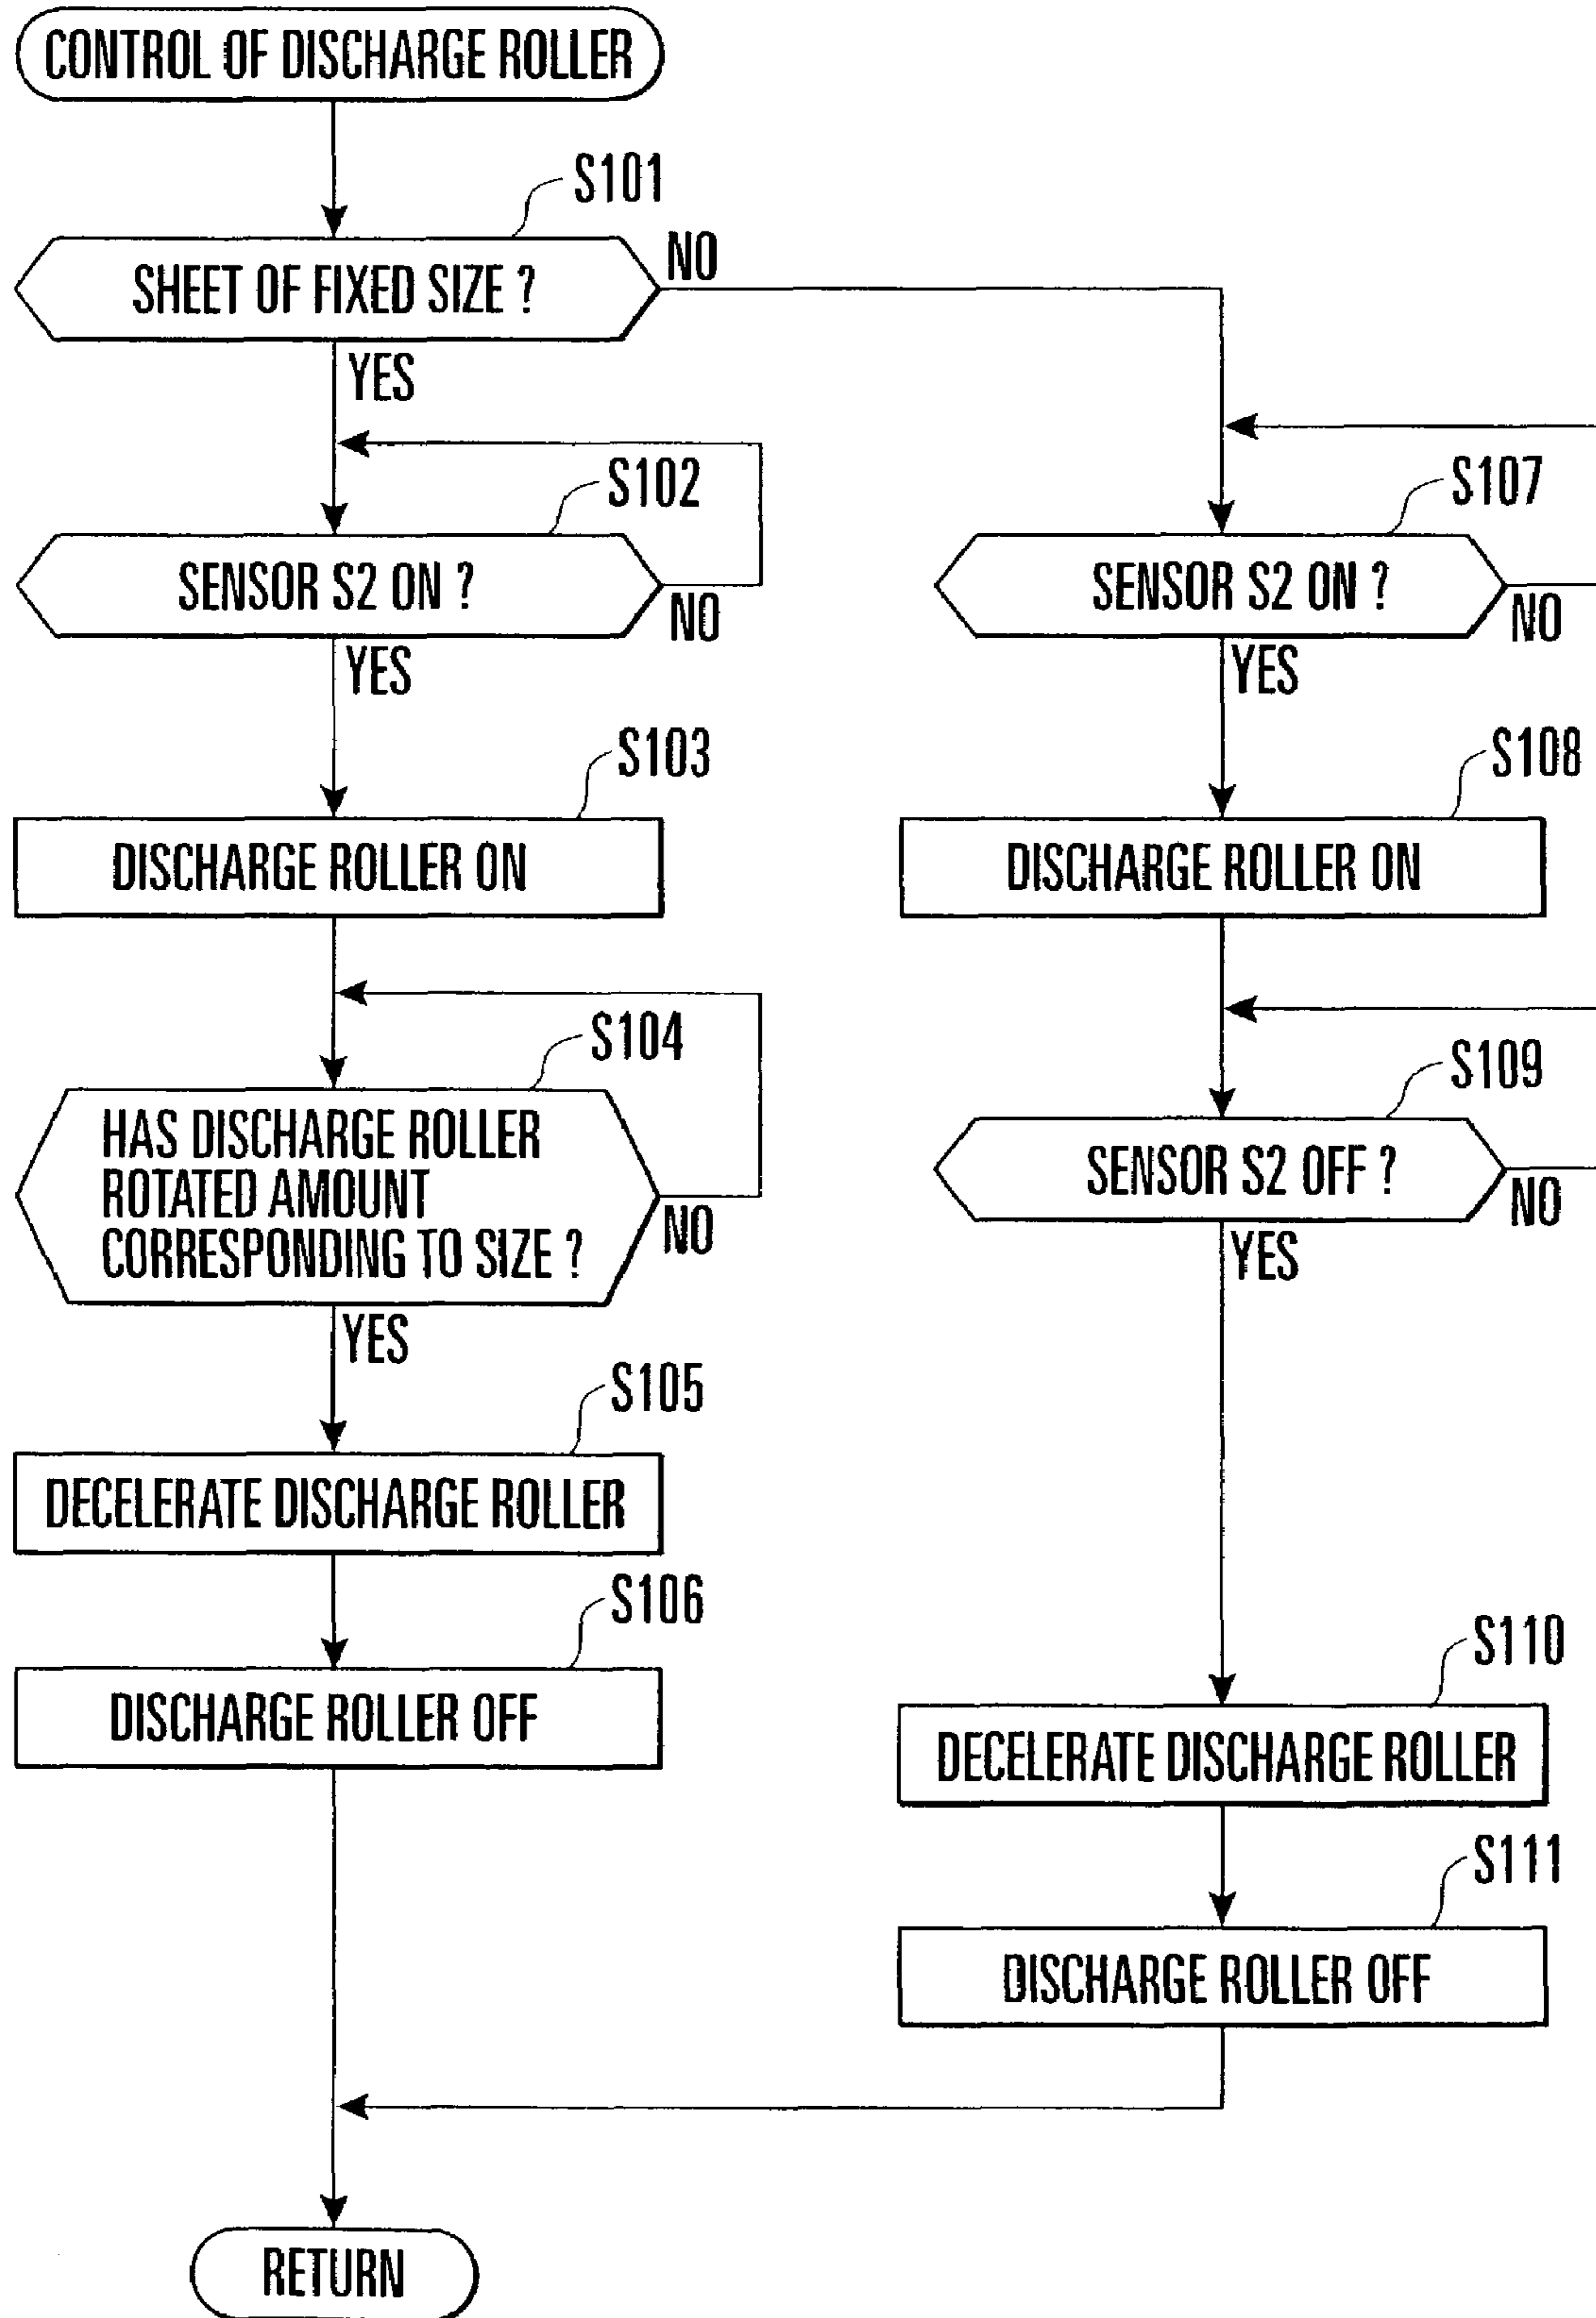 CONTROL OF DISCHARGE ROLLER
S101
SHEET OF FIXED SIZE ?
NO
YES
S102
SENSOR S2 ON ?
NO
YES
S103
DISCHARGE ROLLER ON
S104
HAS DISCHARGE ROLLER
ROTATED AMOUNT
CORRESPONDING TO SIZE ?
NO
YES
S105
DECELERATE DISCHARGE ROLLER
S106
DISCHARGE ROLLER OFF
S107
SENSOR S2 ON ?
NO
YES
S108
DISCHARGE ROLLER ON
S109
SENSOR S2 OFF ?
NO
YES
S110
DECELERATE DISCHARGE ROLLER
S111
DISCHARGE ROLLER OFF
RETURN